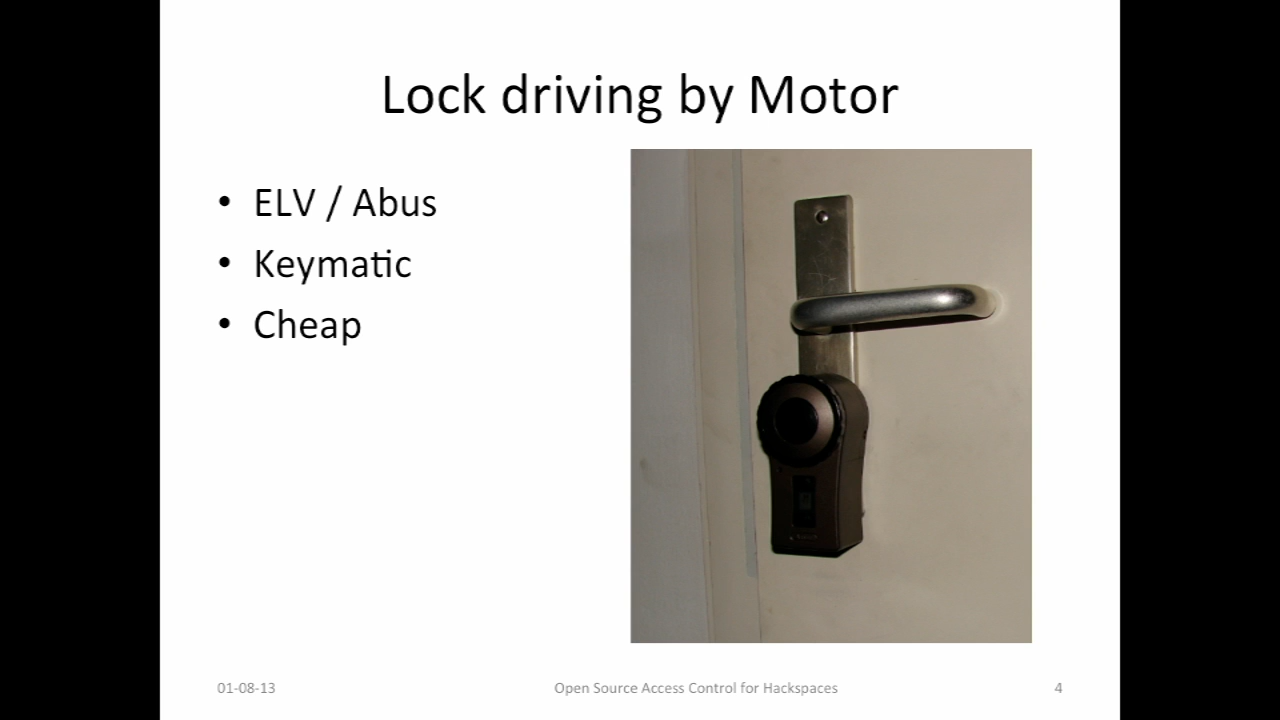 Lock driving by Motor
• ELV / Abus
• Keymatic
• Cheap
01-08-13
Open Source Access Control for Hackspaces
4